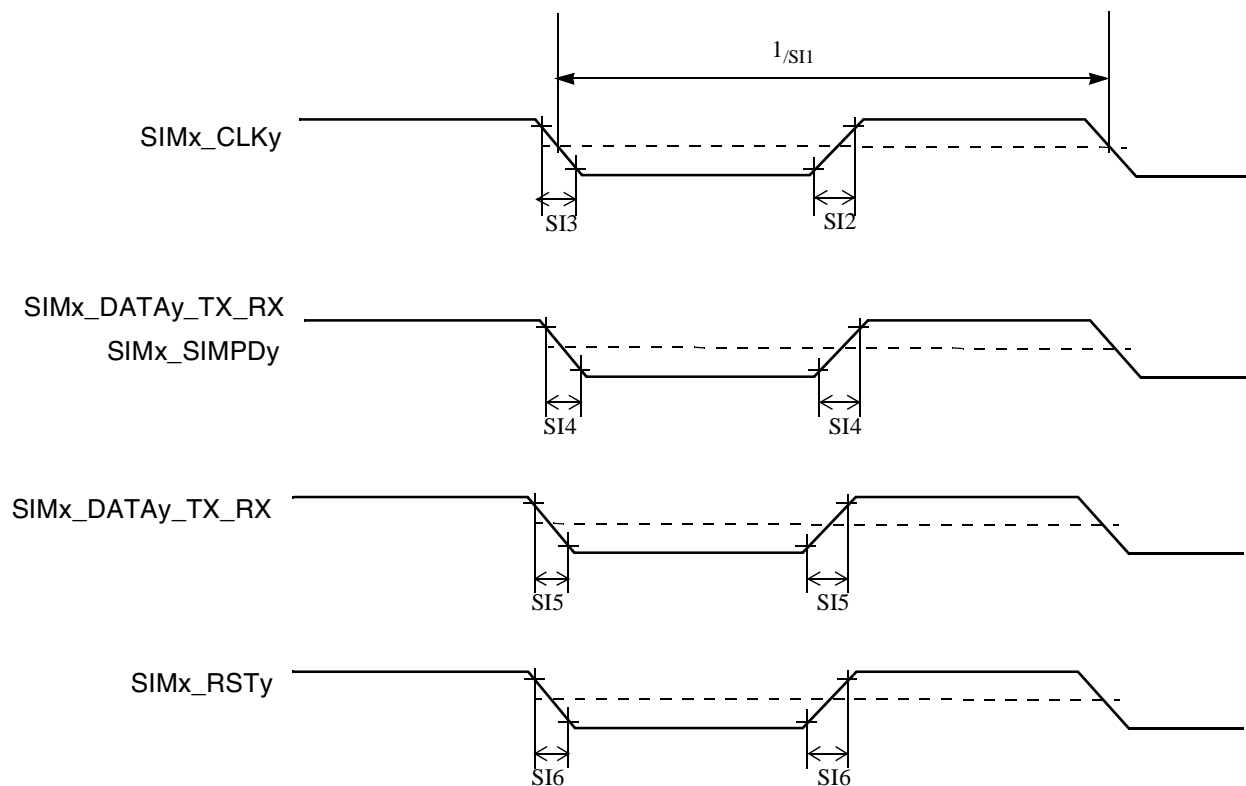 1/SI1
SIMx_CLKy
SI3
SI2
SIMx_DATAy_TX_RX
SIMx_SIMPDy
SI4
SI4
SIMx_DATAy_TX_RX
SI5
SI5
SIMx_RSTy
SI6
SI6